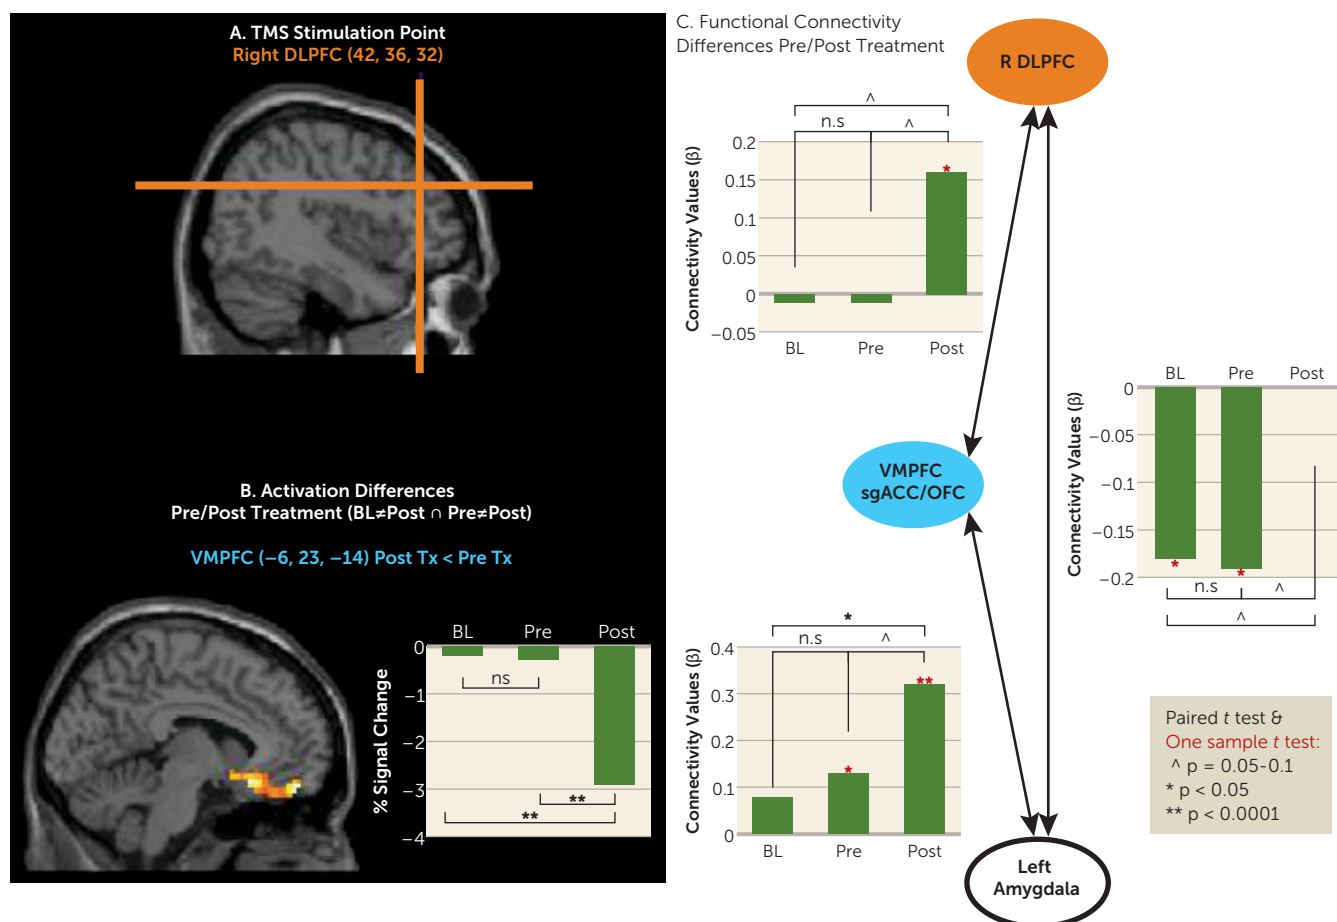 A. TMS Stimulation Point
Right DLPFC (42, 36, 32)
B. Activation Differences
Pre/Post Treatment (BL≠Post ∩ Pre≠Post)
VMPFC (−6, 23, −14) Post Tx < Pre Tx
% Signal Change
0
−1
−2
−3
−4
BL Pre Post
ns
**
**
C. Functional Connectivity
Differences Pre/Post Treatment
R DLPFC
^
n.s ^
Connectivity Values (β)
0.2
0.15
0.1
0.05
0
−0.05
*
BL Pre Post
VMPFC
sgACC/OFC
BL Pre Post
Connectivity Values (β)
0
−0.05
−0.1
−0.15
−0.2
* *
n.s ^
^
*
n.s ^
Connectivity Values (β)
0.4
0.3
0.2
0.1
0
* **
BL Pre Post
Left
Amygdala
Paired t test &
One sample t test:
^ p = 0.05-0.1
* p < 0.05
** p < 0.0001